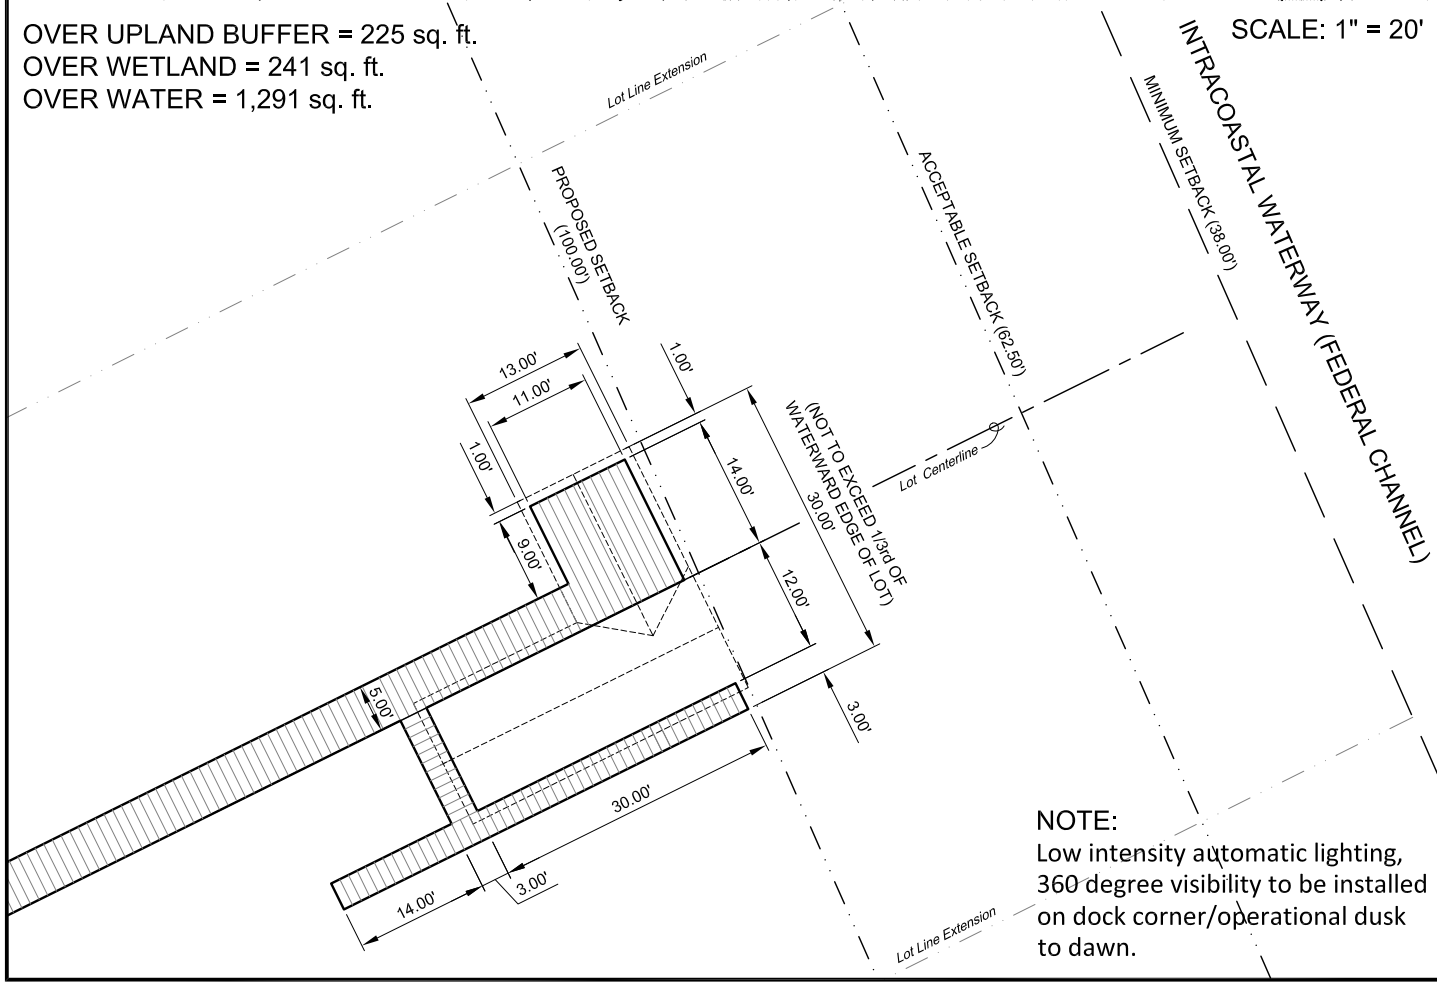 OVER UPLAND BUFFER = 225 sq. ft.
OVER WETLAND = 241 sq. ft.
OVER WATER = 1,291 sq. ft.
SCALE: 1" = 20'
Lot Line Extension
INTRACOASTAL WATERWAY (FEDERAL CHANNEL)
MINIMUM SETBACK (38.00')
ACCEPTABLE SETBACK (62.50')
PROPOSED SETBACK
(100.00')
13.00'
11.00'
1.00'
1.00'
9.00'
14.00'
(NOT TO EXCEED 1/3rd OF
WATERWARD EDGE OF LOT)
30.00'
Lot Centerline
12.00'
5.00'
3.00'
30.00'
3.00'
14.00'
Lot Line Extension
NOTE:
Low intensity automatic lighting,
360 degree visibility to be installed
on dock corner/operational dusk
to dawn.